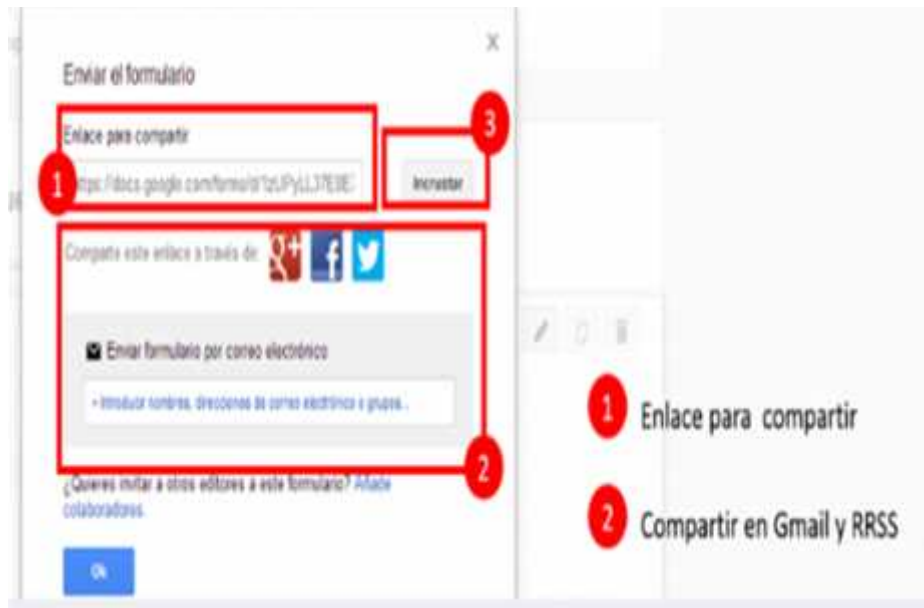 X
Enviar el formulario
Enlace para compartir
3
1
Incrustar
Comparte este enlace a través de:
Enviar formulario por correo electrónico
+ Introducir nombres, direcciones de correo electrónico o grupos...
2
¿Quieres invitar a otros editores a este formulario? Añade
colaboradores.
Ok
1 Enlace para compartir
2 Compartir en Gmail y RRSS